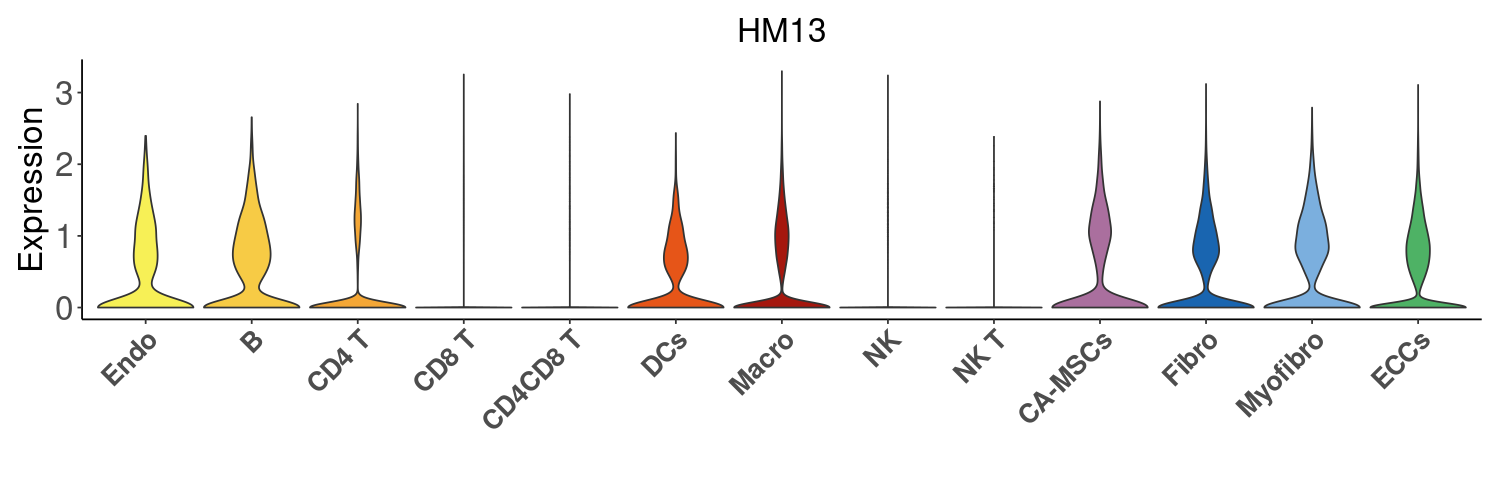 HM13
Expression
3
2
1
0
Endo
B
CD4 T
CD8 T
CD4CD8 T
DCs
Macro
NK
NK T
CA-MSCs
Fibro
Myofibro
ECCs